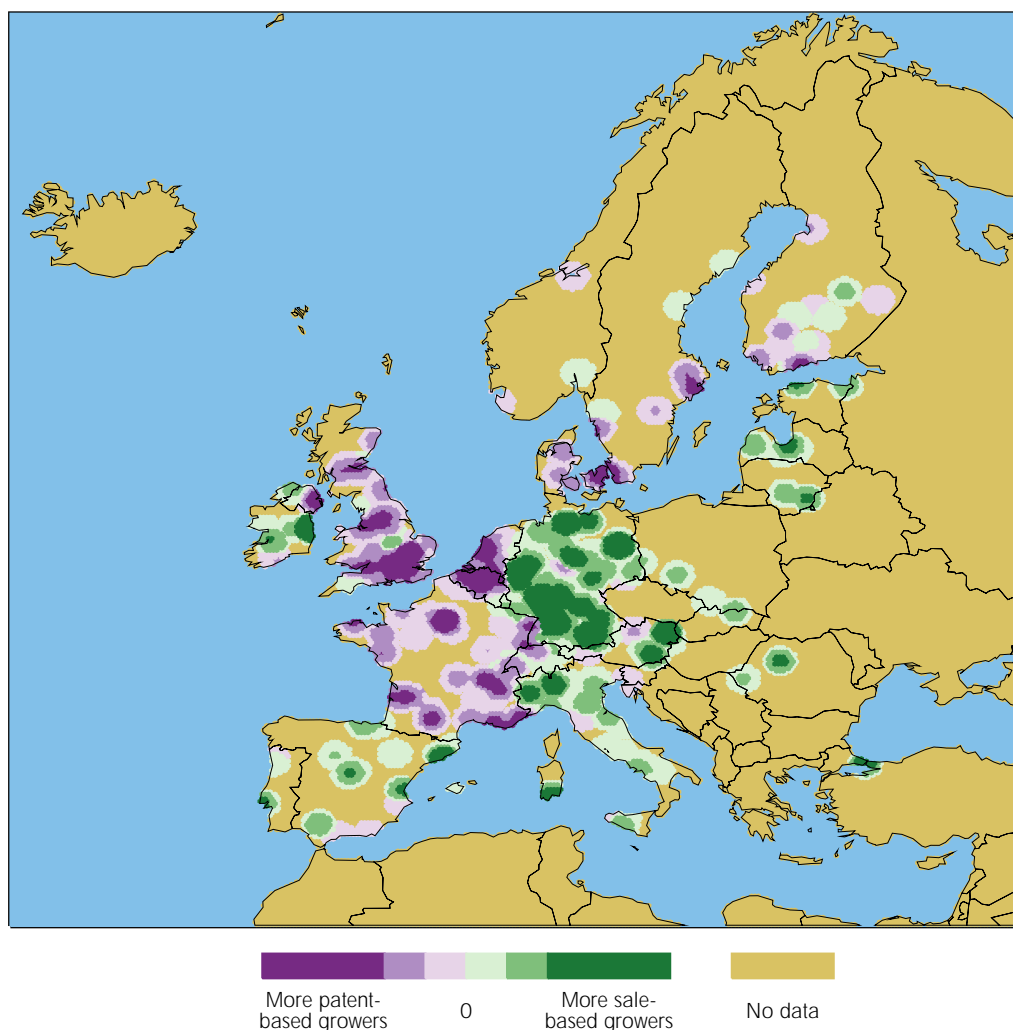 More patent-
based growers
0
More sale-
based growers
No data